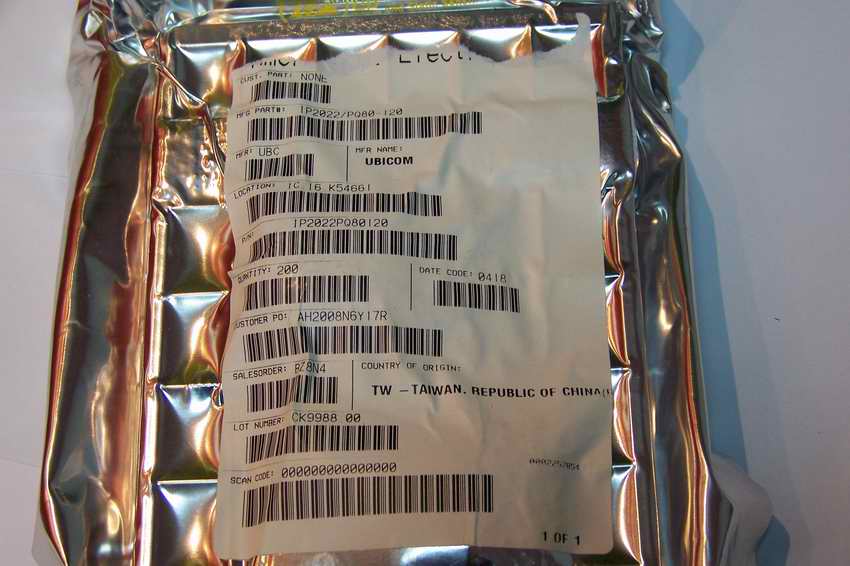 CUST. PART: NONE
MFG PART#: IP2022/PQ80-120
MFR: UBC
MFR NAME:
UBICOM
LOCATION: IC 16 K54661
P/N: IP2022PQ80120
QUANTITY: 200
DATE CODE: 0418
CUSTOMER PO: AH2008N6Y17R
SALESORDER: 
COUNTRY OF ORIGIN:
TW - TAIWAN. REPUBLIC OF CHINA(
LOT NUMBER: CK9988 00
SCAN CODE: 000000000000000
0002252854
1 OF 1